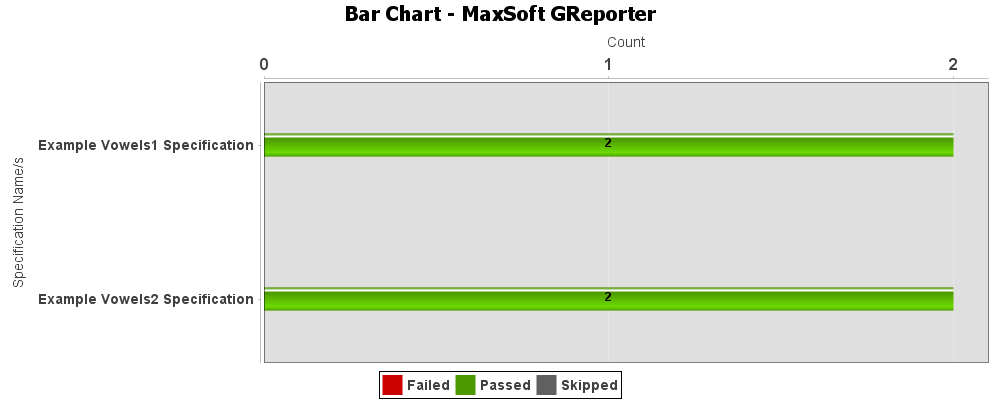 Bar Chart - MaxSoft GReporter
Count
0 1 2
Specification Name/s
Example Vowels1 Specification 2
Example Vowels2 Specification 2
Failed Passed Skipped